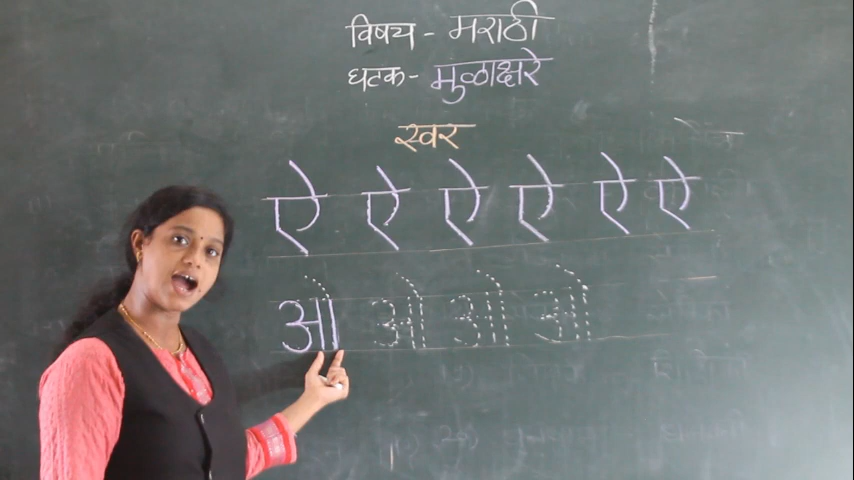 विषय - मराठी
घटक - मुळाक्षरे
स्वर
ऐ ऐ ऐ ऐ ऐ ऐ
ओ ओ ओ ओ